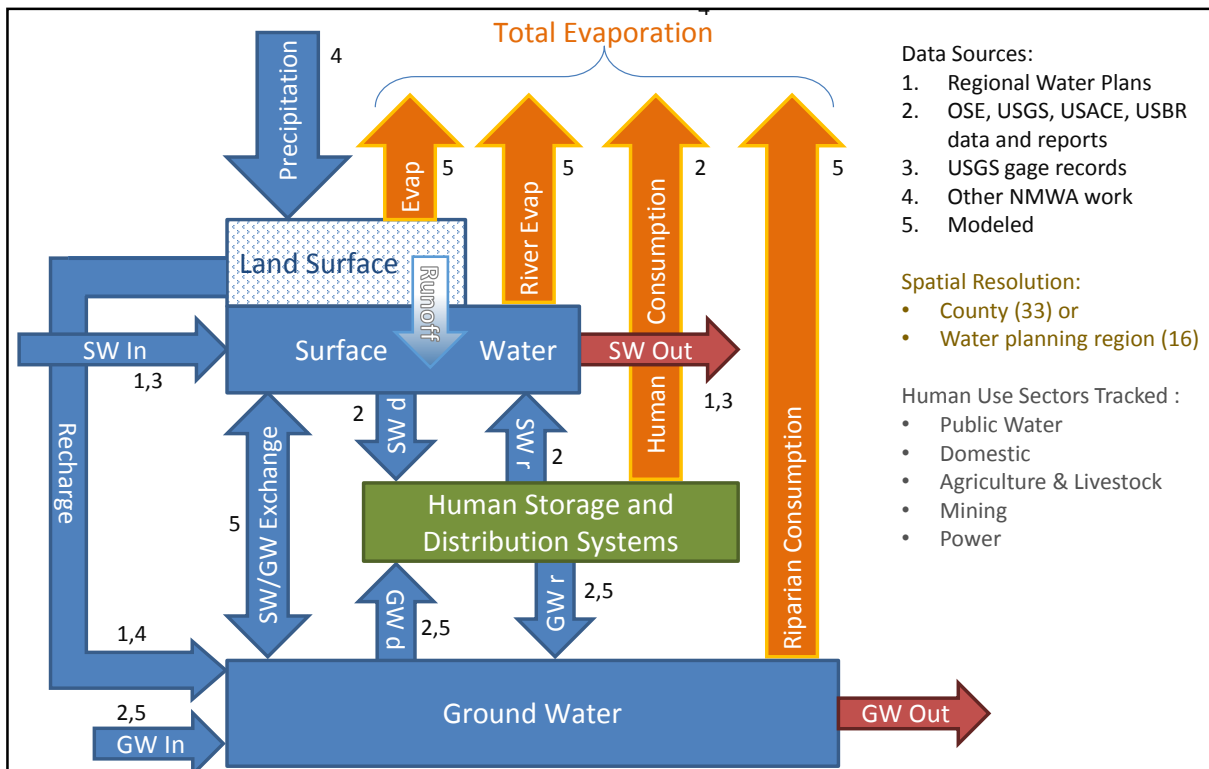 4
Total Evaporation
Precipitation
4
Evap
5
River Evap
5
Human Consumption
2
Riparian Consumption
5
Land Surface
Runoff
Surface Water
SW In
1,3
SW Out
1,3
Recharge
1,4
SW/GW Exchange
5
2
SW d
SW r
2
Human Storage and
Distribution Systems
GW d
2,5
GW r
2,5
2,5
GW In
Ground Water
GW Out
Data Sources:
1. Regional Water Plans
2. OSE, USGS, USACE, USBR
data and reports
3. USGS gage records
4. Other NMWA work
5. Modeled
Spatial Resolution:
• County (33) or
• Water planning region (16)
Human Use Sectors Tracked :
• Public Water
• Domestic
• Agriculture & Livestock
• Mining
• Power